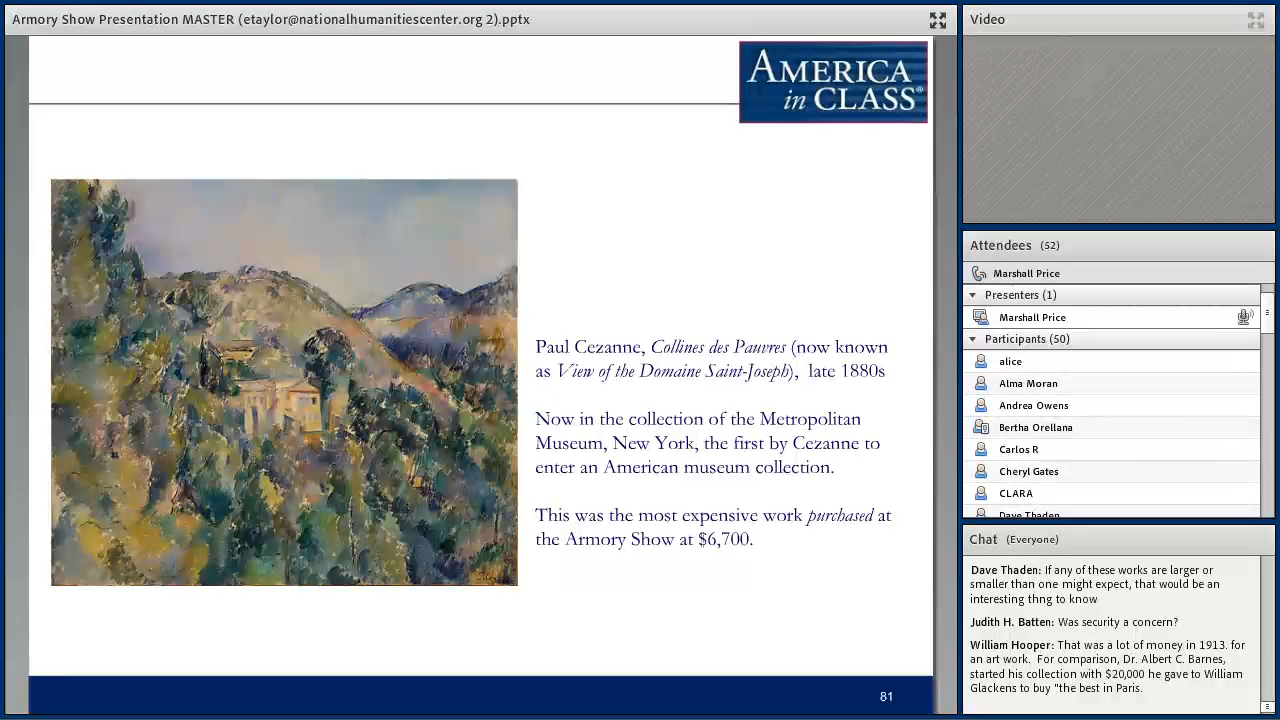 Armory Show Presentation MASTER (etaylor@nationalhumanitiescenter.org 2).pptx
AMERICA
in CLASS®
Paul Cezanne, Collines des Pauvres (now known
as View of the Domaine Saint-Joseph), late 1880s
Now in the collection of the Metropolitan
Museum, New York, the first by Cezanne to
enter an American museum collection.
This was the most expensive work purchased at
the Armory Show at $6,700.
81
Video
Attendees (52)
Marshall Price
Presenters (1)
Marshall Price
Participants (50)
alice
Alma Moran
Andrea Owens
Bertha Orellana
Carlos R
Cheryl Gates
CLARA
Dave Thaden
Chat (Everyone)
Dave Thaden: If any of these works are larger or
smaller than one might expect, that would be an
interesting thng to know
Judith H. Batten: Was security a concern?
William Hooper: That was a lot of money in 1913. for
an art work. For comparison, Dr. Albert C. Barnes,
started his collection with $20,000 he gave to William
Glackens to buy "the best in Paris.